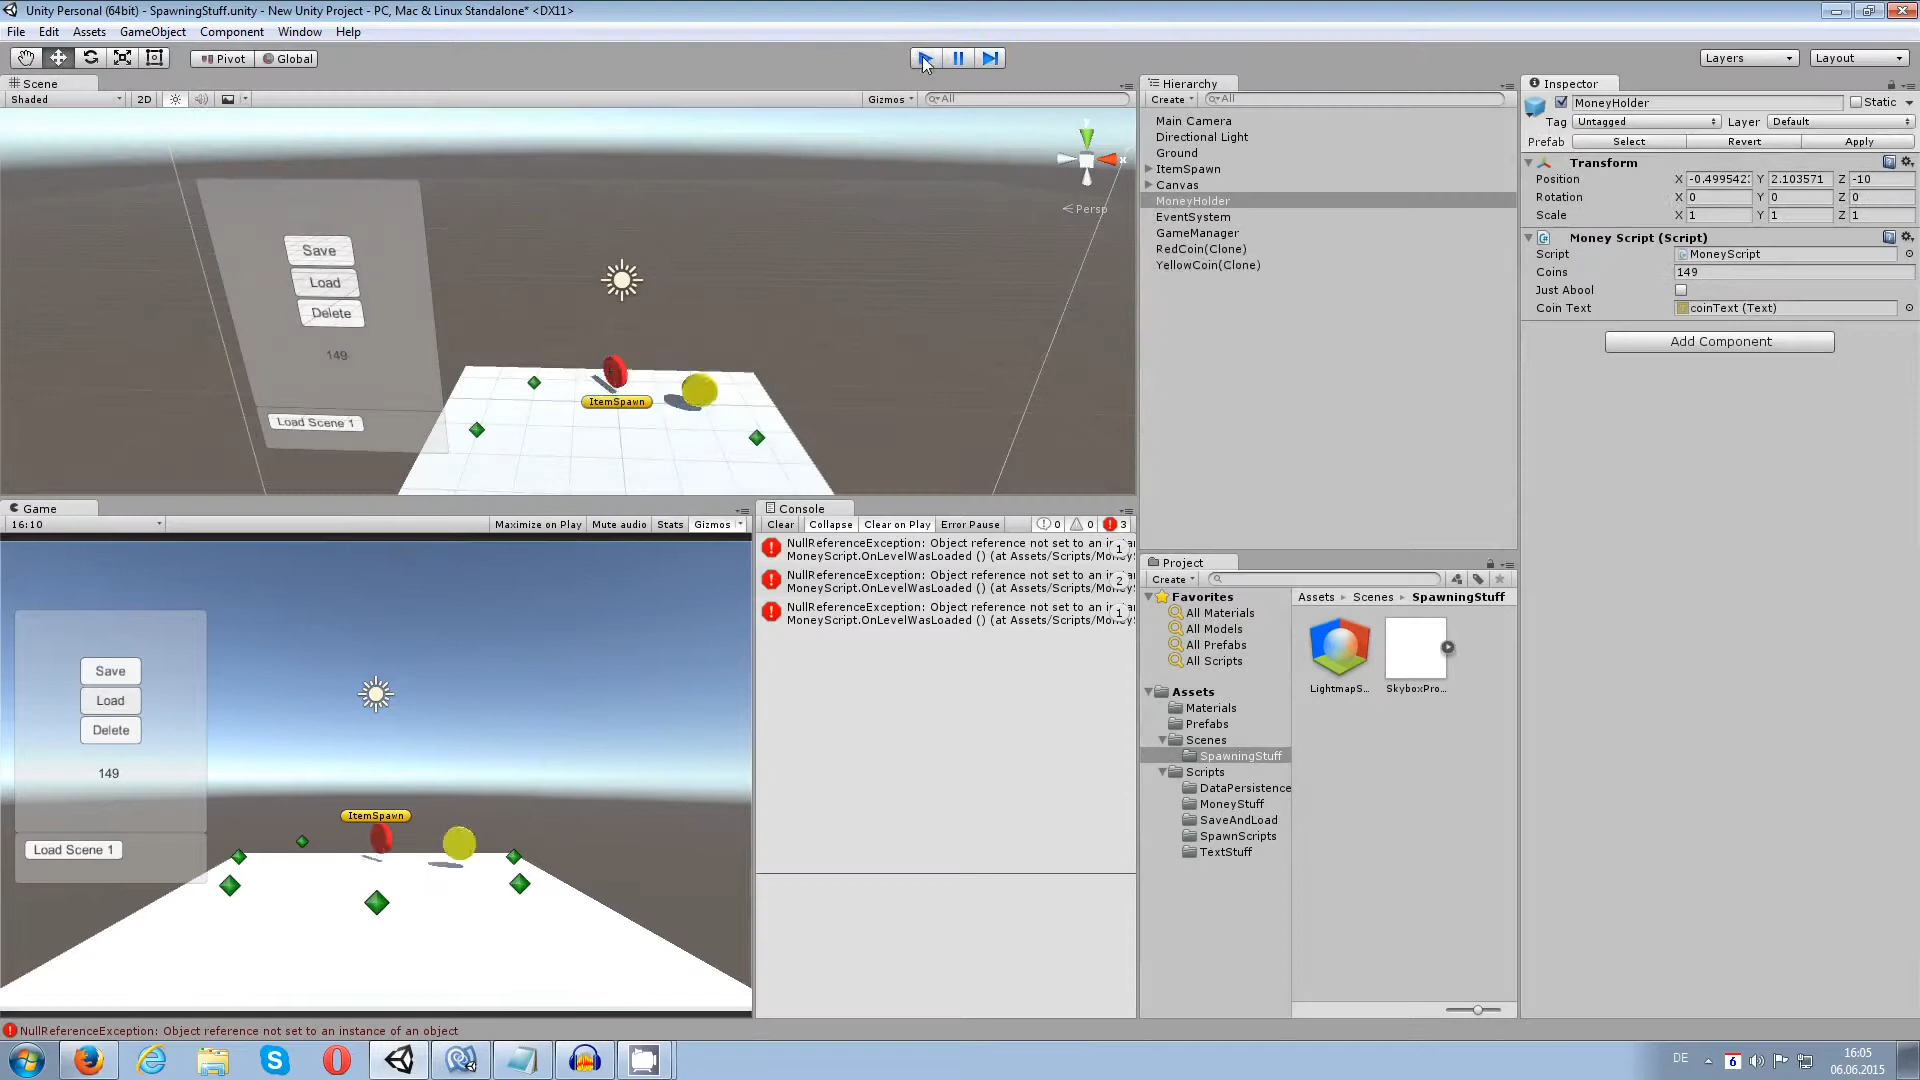 Unity Personal (64bit) - SpawningStuff.unity - New Unity Project - PC, Mac & Linux Standalone* <DX11>
File Edit Assets GameObject Component Window Help
Pivot Global
Layers Layout
Scene
Shaded 2D Gizmos All
y
x
Persp
Save
Load
Delete
149
Load Scene 1
ItemSpawn
Game
16:10 Maximize on Play Mute audio Stats Gizmos
Save
Load
Delete
149
Load Scene 1
ItemSpawn
Console
Clear Collapse Clear on Play Error Pause 0 0 3
NullReferenceException: Object reference not set to an
MoneyScript.OnLevelWasLoaded () (at Assets/Scripts/ 1
NullReferenceException: Object reference not set to an
MoneyScript.OnLevelWasLoaded () (at Assets/Scripts/ 2
NullReferenceException: Object reference not set to an
MoneyScript.OnLevelWasLoaded () (at Assets/Scripts/ 1
Hierarchy
Create All
Main Camera
Directional Light
Ground
ItemSpawn
Canvas
MoneyHolder
EventSystem
GameManager
RedCoin(Clone)
YellowCoin(Clone)
Project
Create
Favorites
All Materials
All Models
All Prefabs
All Scripts
Assets
Materials
Prefabs
Scenes
SpawningStuff
Scripts
DataPersistence
MoneyStuff
SaveAndLoad
SpawnScripts
TextStuff
Assets Scenes SpawningStuff
LightmapS... SkyboxPro...
Inspector
MoneyHolder Static
Tag Untagged Layer Default
Prefab Select Revert Apply
Transform
Position X -0.499542 Y 2.103571 Z -10
Rotation X 0 Y 0 Z 0
Scale X 1 Y 1 Z 1
Money Script (Script)
Script MoneyScript
Coins 149
Just Abool
Coin Text coinText (Text)
Add Component
NullReferenceException: Object reference not set to an instance of an object
DE 6 16:05
06.06.2015